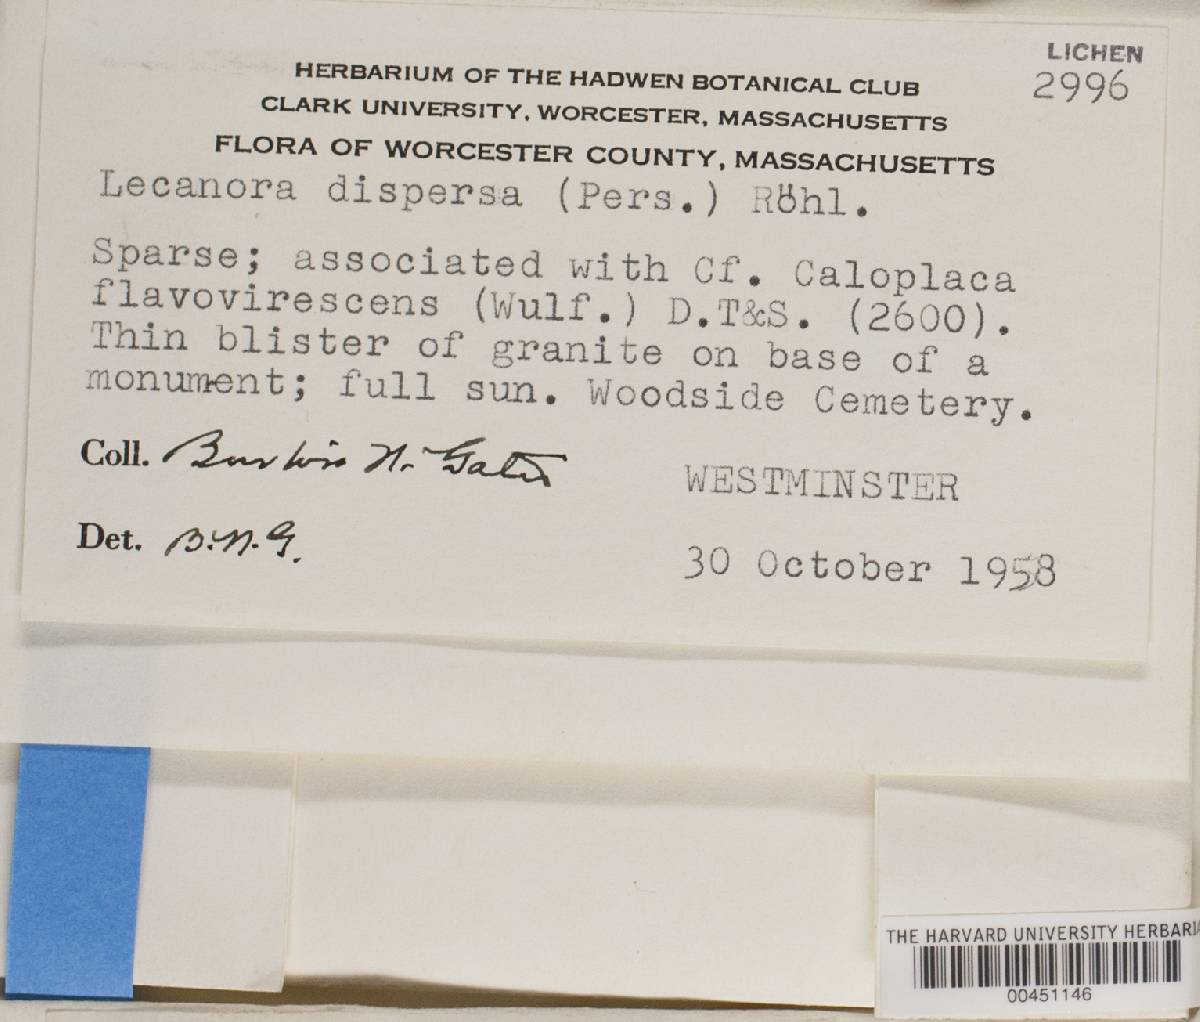 LICHEN
2996
HERBARIUM OF THE HADWEN BOTANICAL CLUB
CLARK UNIVERSITY, WORCESTER, MASSACHUSETTS
FLORA OF WORCESTER COUNTY, MASSACHUSETTS
Lecanora dispersa (Pers.) Röhl.
Sparse; associated with Cf. Caloplaca
flavovirescens (Wulf.) D.T&S. (2600).
Thin blister of granite on base of a
monument; full sun. Woodside Cemetery.
Coll. Burton N. Gates
WESTMINSTER
Det. B.N.G.
30 October 1958
THE HARVARD UNIVERSITY HERBARIA
00451146